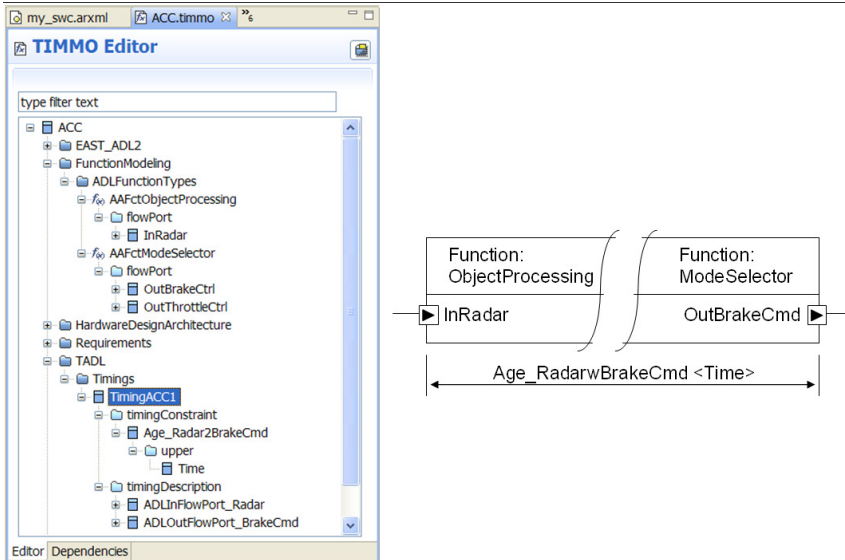 my_swc.arxml
ACC.timmo
»6
TIMMO Editor
type filter text
ACC
EAST_ADL2
FunctionModeling
ADLFunctionTypes
f(x) AAFctObjectProcessing
flowPort
InRadar
f(x) AAFctModeSelector
flowPort
OutBrakeCtrl
OutThrottleCtrl
HardwareDesignArchitecture
Requirements
TADL
Timings
TimingACC1
timingConstraint
Age_Radar2BrakeCmd
upper
Time
timingDescription
ADLInFlowPort_Radar
ADLOutFlowPort_BrakeCmd
Editor Dependencies
Function:
ObjectProcessing
InRadar
Function:
ModeSelector
OutBrakeCmd
Age_RadarwBrakeCmd <Time>